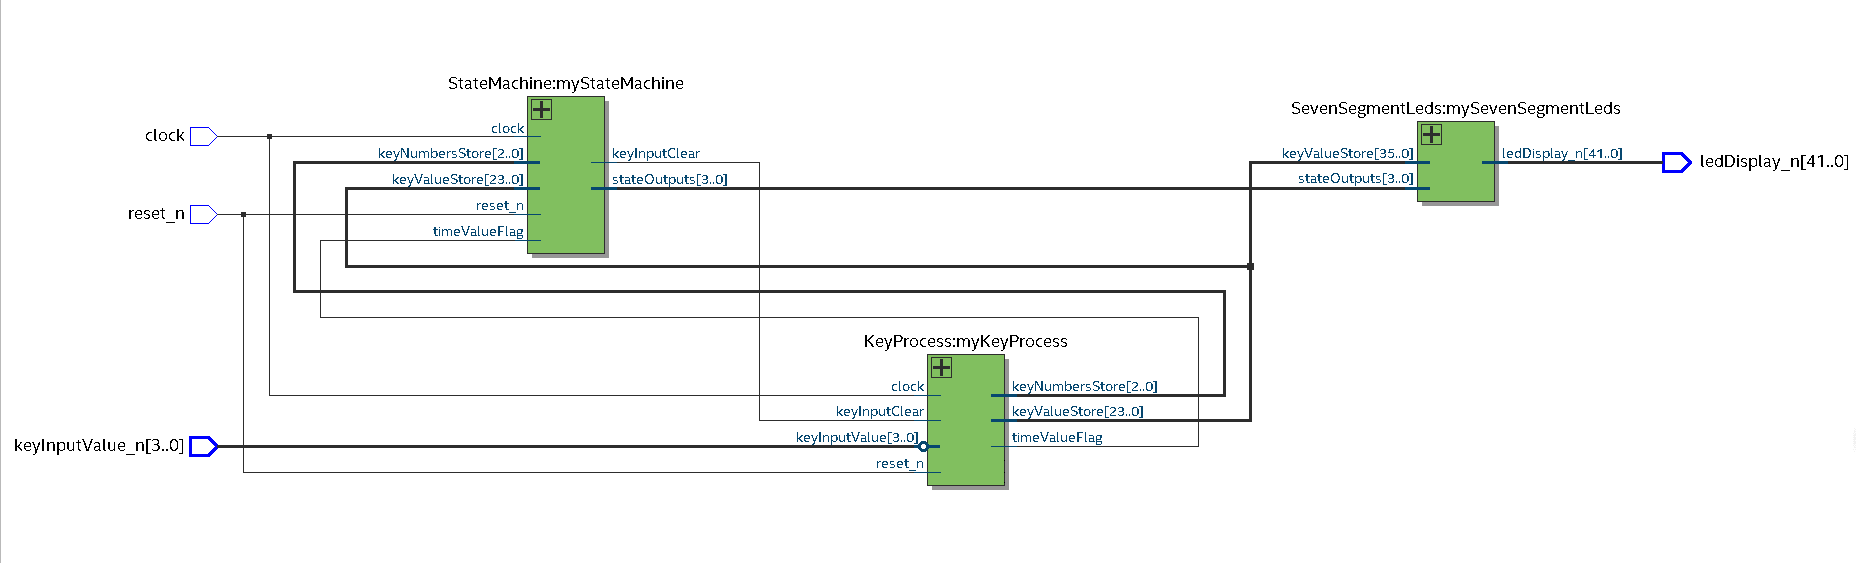 StateMachine:myStateMachine
SevenSegmentLeds:mySevenSegmentLeds
clock
clock
keyNumbersStore[2..0]
keyInputClear
keyValueStore[35..0]
ledDisplay_n[41..0]
ledDisplay_n[41..0]
keyValueStore[23..0]
stateOutputs[3..0]
stateOutputs[3..0]
reset_n
reset_n
timeValueFlag
KeyProcess:myKeyProcess
clock
keyNumbersStore[2..0]
keyInputClear
keyValueStore[23..0]
keyInputValue_n[3..0]
keyInputValue[3..0]
timeValueFlag
reset_n